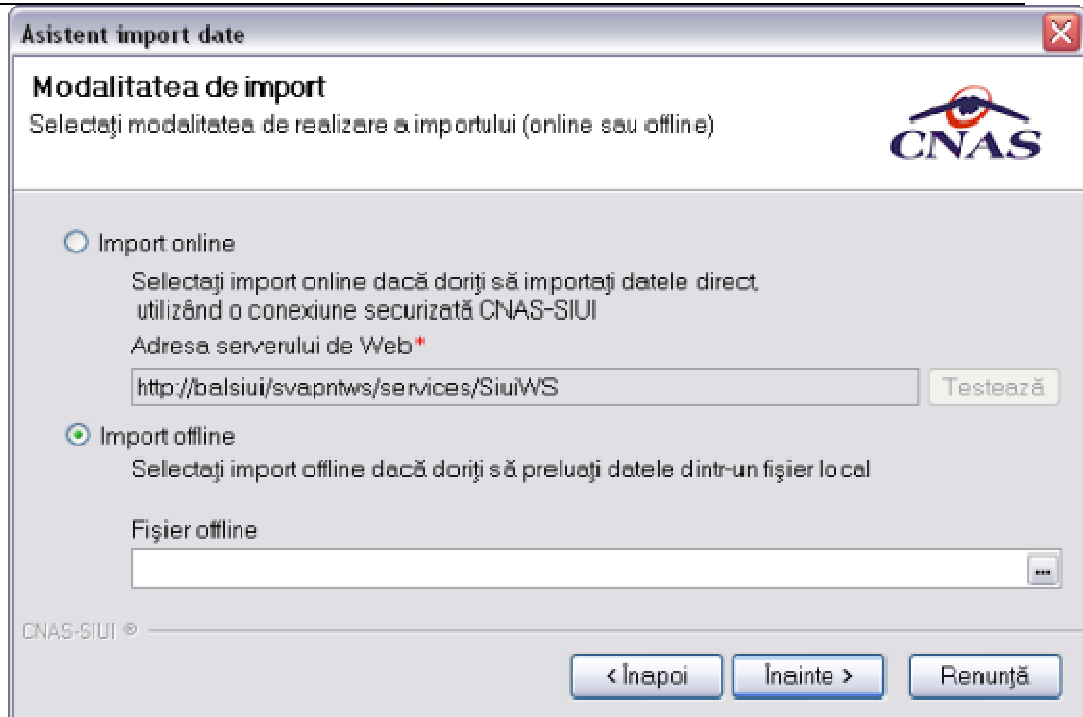 Asistent import date
Modalitatea de import
Selectaţi modalitatea de realizare a importului (online sau offline)
CNAS
Import online
Selectaţi import online dacă doriţi să importaţi datele direct,
utilizând o conexiune securizată CNAS-SIUI
Adresa serverului de Web*
http://balsiui/svapntws/services/SiuiWS
Testează
Import offline
Selectaţi import offline dacă doriţi să preluaţi datele dintr-un fişier local
Fişier offline
...
CNAS-SIUI ®
< Înapoi
Înainte >
Renunţă